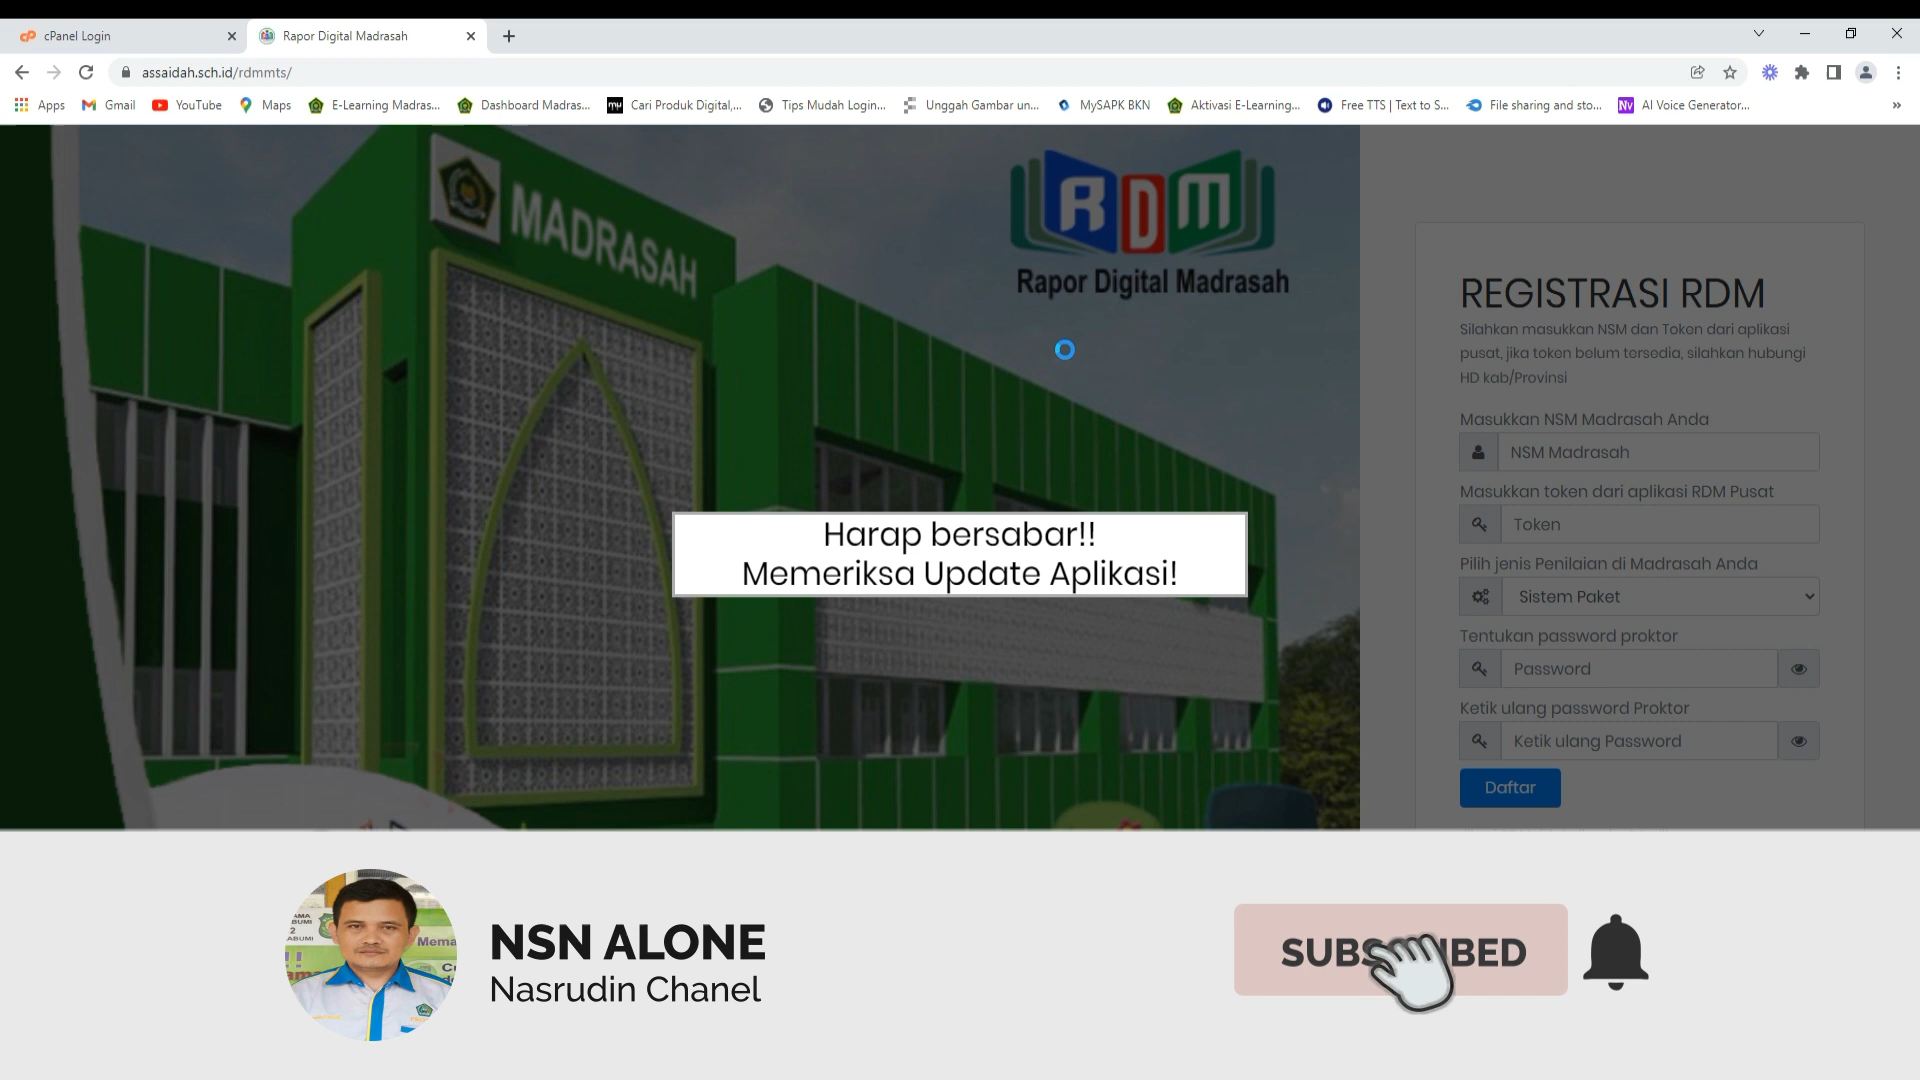 cPanel Login
Rapor Digital Madrasah
assaidah.sch.id/rdmmts/
Apps
Gmail
YouTube
Maps
E-Learning Madras...
Dashboard Madras...
Cari Produk Digital,...
Tips Mudah Login...
Unggah Gambar un...
MySAPK BKN
Aktivasi E-Learning...
Free TTS | Text to S...
File sharing and sto...
AI Voice Generator...
MADRASAH
RDM
Rapor Digital Madrasah
REGISTRASI RDM
Silahkan masukkan NSM dan Token dari aplikasi
pusat, jika token belum tersedia, silahkan hubungi
HD kab/Provinsi
Masukkan NSM Madrasah Anda
NSM Madrasah
Masukkan token dari aplikasi RDM Pusat
Token
Pilih jenis Penilaian di Madrasah Anda
Sistem Paket
Tentukan password proktor
Password
Ketik ulang password Proktor
Ketik ulang Password
Daftar
Harap bersabar!!
Memeriksa Update Aplikasi!
NSN ALONE
Nasrudin Chanel